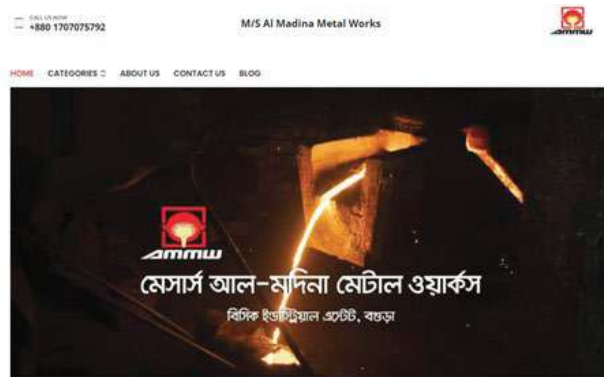 CALL US NOW
+880 1707075792
M/S Al Madina Metal Works
AMMW
HOME CATEGORIES ABOUT US CONTACT US BLOG
AMMW
মেসার্স আল-মদিনা মেটাল ওয়ার্কস
বিসিক ইন্ডাস্ট্রিয়াল এস্টেট, বগুড়া